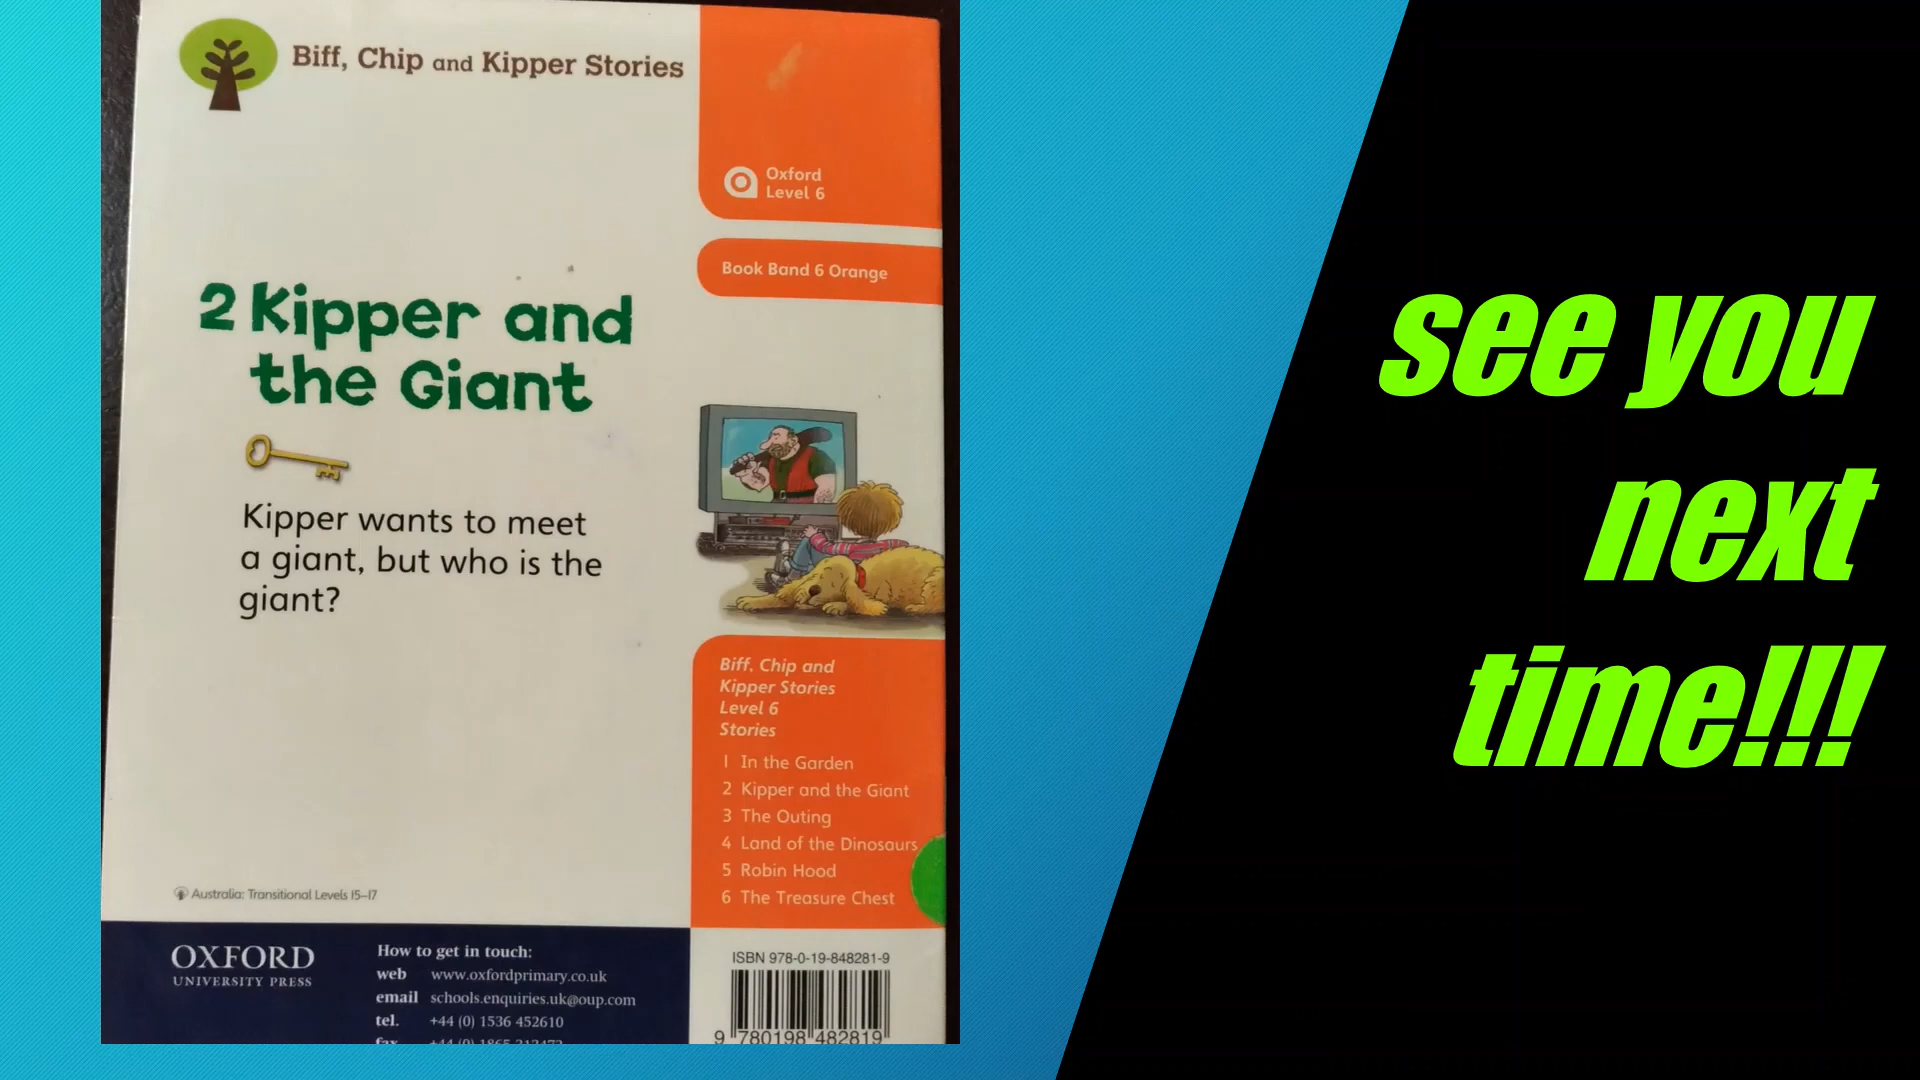 Biff, Chip and Kipper Stories
Oxford
Level 6
Book Band 6 Orange
2 Kipper and
the Giant
Kipper wants to meet
a giant, but who is the
giant?
Biff, Chip and
Kipper Stories
Level 6
Stories
1 In the Garden
2 Kipper and the Giant
3 The Outing
4 Land of the Dinosaurs
5 Robin Hood
6 The Treasure Chest
Australia: Transitional Levels 15–17
OXFORD
UNIVERSITY PRESS
How to get in touch:
web www.oxfordprimary.co.uk
email schools.enquiries.uk@oup.com
tel. +44 (0) 1536 452610
ISBN 978-0-19-848281-9
9 780198 482819
see you
next
time!!!